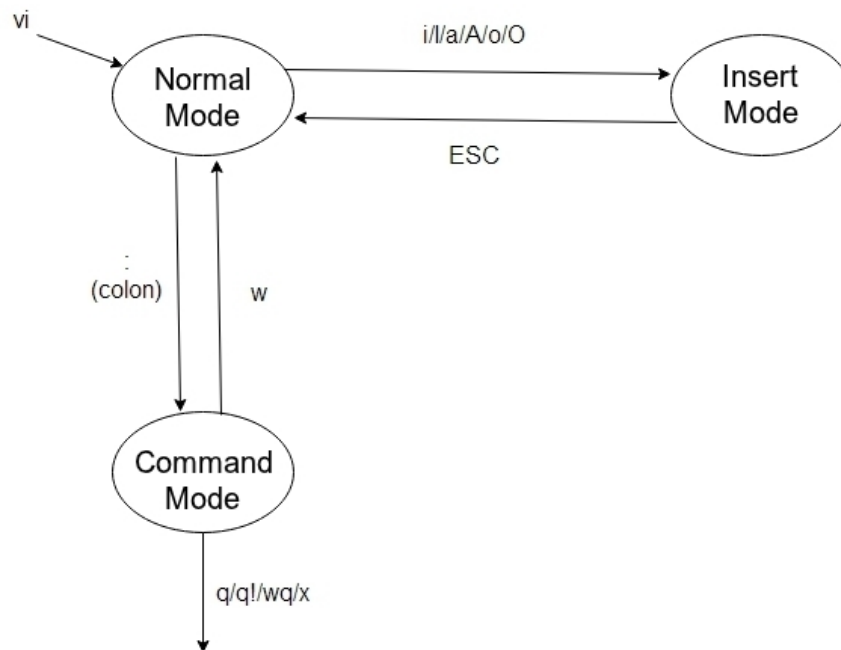 vi
i/I/a/A/o/O
Normal
Mode
Insert
Mode
ESC
:
(colon)
w
Command
Mode
q/q!/wq/x